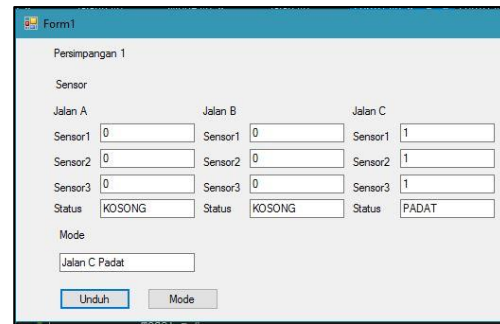 Form1
Persimpangan 1
Sensor
Jalan A Jalan B Jalan C
Sensor1 0 Sensor1 0 Sensor1 1
Sensor2 0 Sensor2 0 Sensor2 1
Sensor3 0 Sensor3 0 Sensor3 1
Status KOSONG Status KOSONG Status PADAT
Mode
Jalan C Padat
Unduh Mode